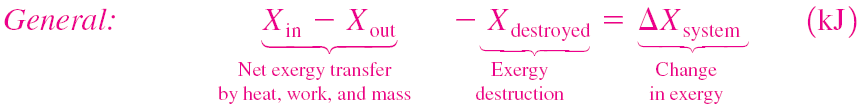 General: X_in − X_out − X_destroyed = ΔX_system (kJ)
Net exergy transfer Exergy Change
by heat, work, and mass destruction in exergy